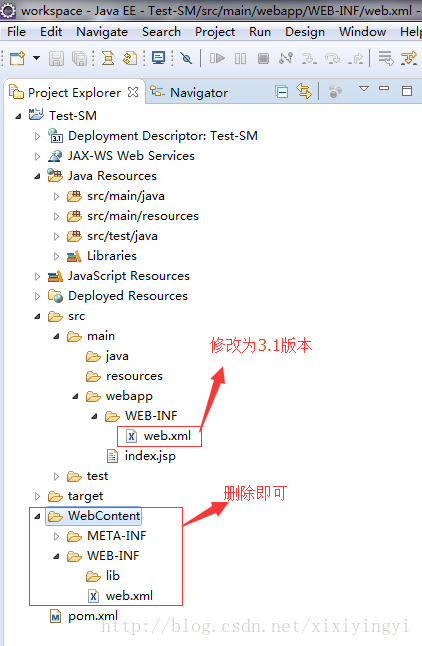 workspace - Java EE - Test-SM/src/main/webapp/WEB-INF/web.xml -
File Edit Navigate Search Project Run Design Window
Project Explorer Navigator
Test-SM
3.1 Deployment Descriptor: Test-SM
JAX-WS Web Services
Java Resources
src/main/java
src/main/resources
src/test/java
Libraries
JavaScript Resources
Deployed Resources
src
main
修改为3.1版本
java
resources
webapp
WEB-INF
web.xml
index.jsp
test
target
删除即可
WebContent
META-INF
WEB-INF
lib
web.xml
pom.xml
http://blog.csdn.net/xixiyingyi